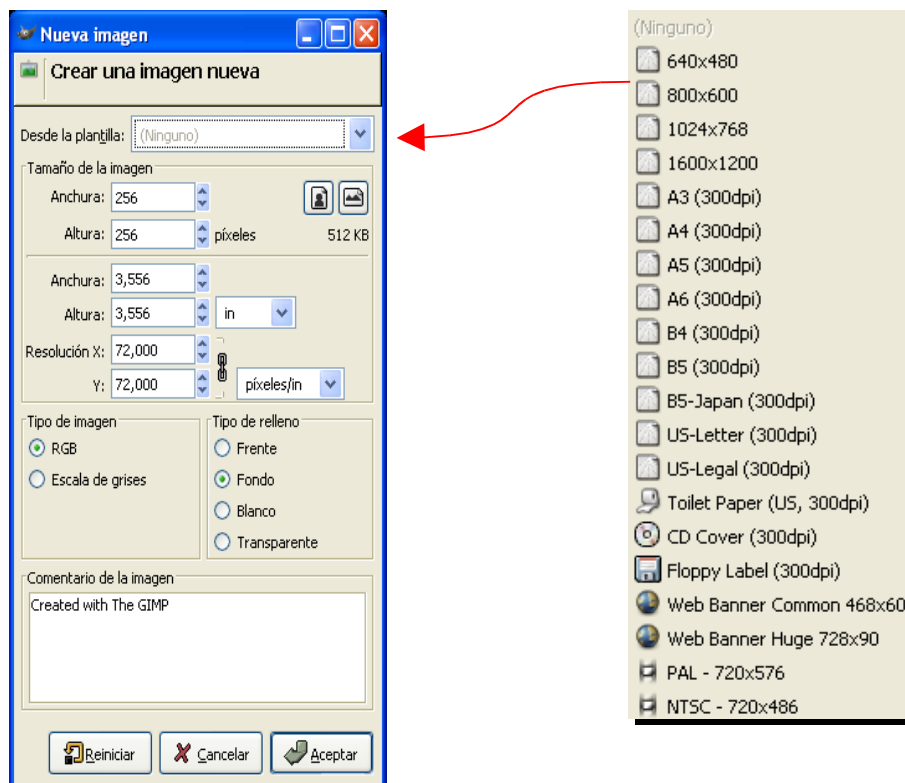 Nueva imagen
Crear una imagen nueva
Desde la plantilla: (Ninguno)
Tamaño de la imagen
Anchura: 256
Altura: 256 píxeles 512 KB
Anchura: 3,556
Altura: 3,556 in
Resolución X: 72,000
Y: 72,000 píxeles/in
Tipo de imagen
RGB
Escala de grises
Tipo de relleno
Frente
Fondo
Blanco
Transparente
Comentario de la imagen
Created with The GIMP
Reiniciar Cancelar Aceptar
(Ninguno)
640x480
800x600
1024x768
1600x1200
A3 (300dpi)
A4 (300dpi)
A5 (300dpi)
A6 (300dpi)
B4 (300dpi)
B5 (300dpi)
B5-Japan (300dpi)
US-Letter (300dpi)
US-Legal (300dpi)
Toilet Paper (US, 300dpi)
CD Cover (300dpi)
Floppy Label (300dpi)
Web Banner Common 468x60
Web Banner Huge 728x90
PAL - 720x576
NTSC - 720x486